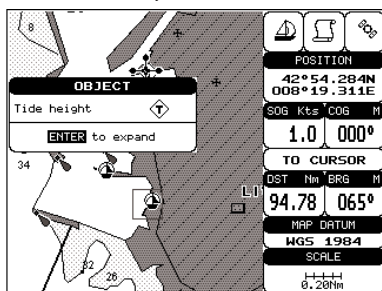 8
OBJECT
Tide height T
ENTER to expand
34
LI
32
26
POSITION
42°54.284N
008°19.311E
SOG Kts COG M
1.0 000°
TO CURSOR
DST Nm BRG M
94.78 065°
MAP DATUM
WGS 1984
SCALE
0.20Nm